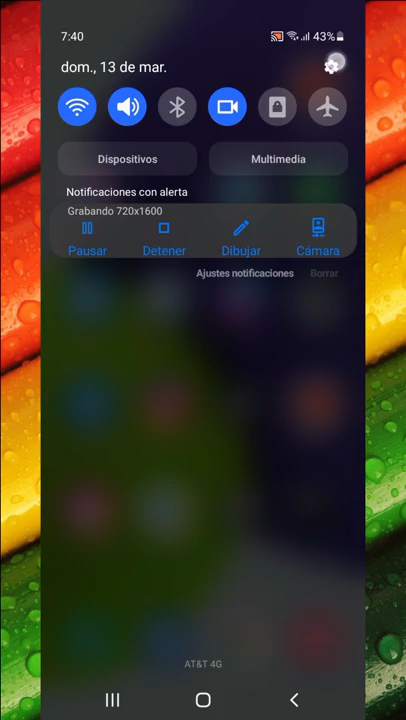 7:40
43%
dom., 13 de mar.
Dispositivos
Multimedia
Notificaciones con alerta
Grabando 720x1600
Pausar
Detener
Dibujar
Cámara
Ajustes notificaciones
Borrar
AT&T 4G